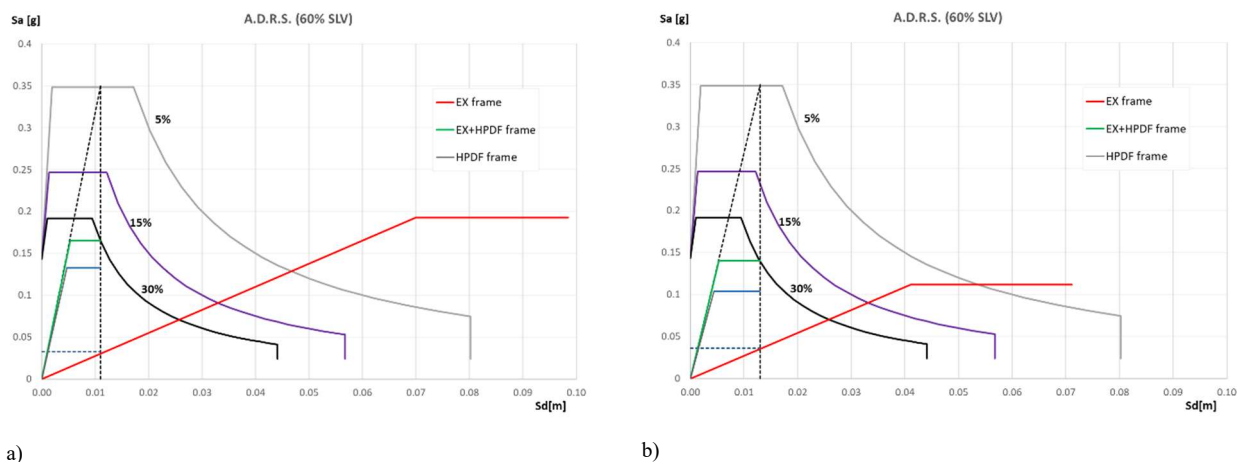 Sa [g]
A.D.R.S. (60% SLV)
0.4
0.35
0.3
0.25
0.2
0.15
0.1
0.05
0
5%
15%
30%
EX frame
EX+HPDF frame
HPDF frame
0.00 0.01 0.02 0.03 0.04 0.05 0.06 0.07 0.08 0.09 0.10
Sd[m]
a)
Sa [g]
A.D.R.S. (60% SLV)
0.4
0.35
0.3
0.25
0.2
0.15
0.1
0.05
0
5%
15%
30%
EX frame
EX+HPDF frame
HPDF frame
0.00 0.01 0.02 0.03 0.04 0.05 0.06 0.07 0.08 0.09 0.10
Sd[m]
b)